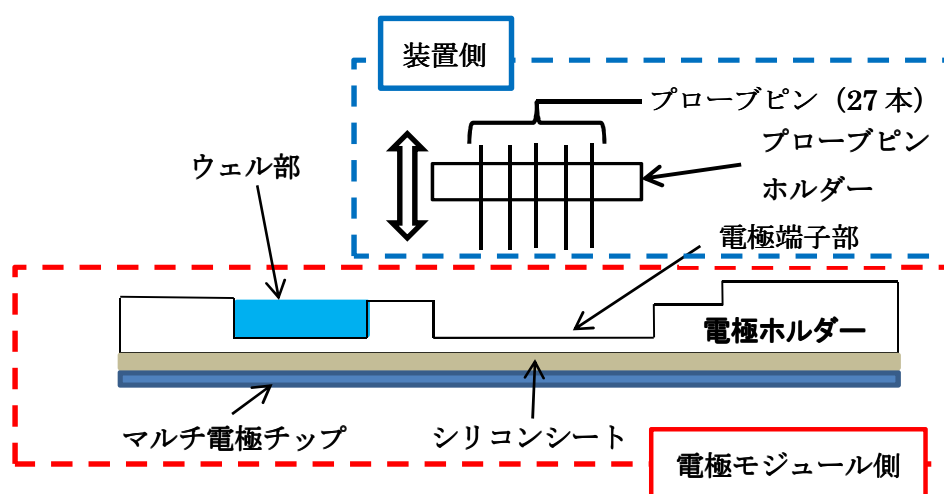 装置側
プローブピン（27 本）
プローブピン
ホルダー
ウェル部
電極端子部
電極ホルダー
マルチ電極チップ
シリコンシート
電極モジュール側